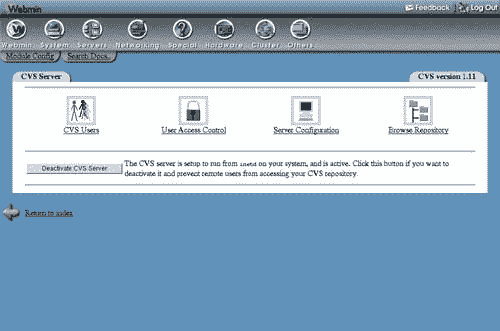 Webmin
Feedback Log Out
Webmin System Servers Networking Special Hardware Cluster Others
Module Config Search Docs..
CVS Server CVS version 1.11
CVS Users User Access Control Server Configuration Browse Repository
Deactivate CVS Server The CVS server is setup to run from inetd on your system, and is active. Click this button if you want to
deactivate it and prevent remote users from accessing your CVS repository.
Return to index